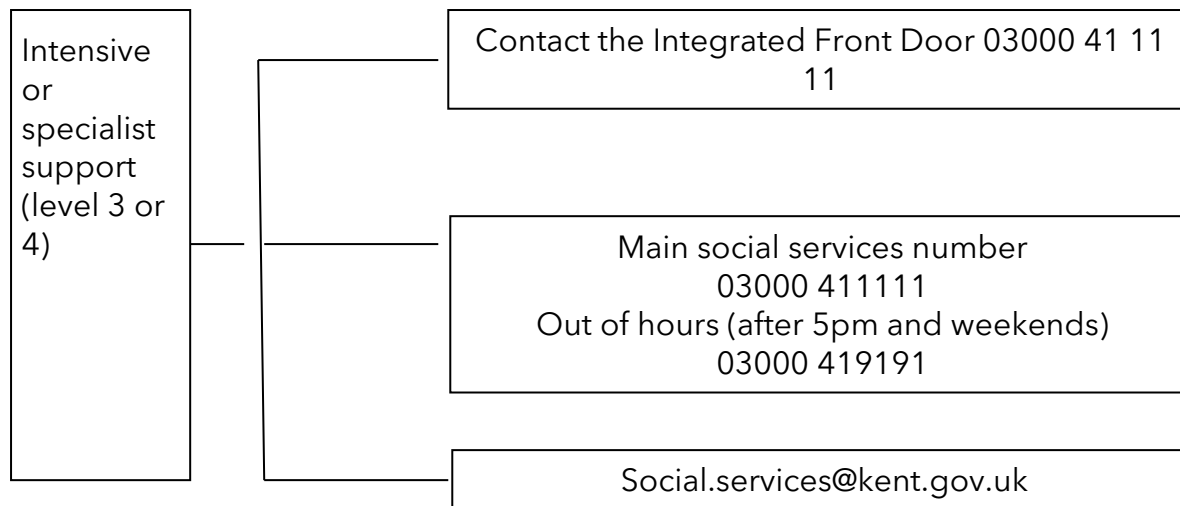 Intensive
or
specialist
support
(level 3 or
4)
Contact the Integrated Front Door 03000 41 11
11
Main social services number
03000 411111
Out of hours (after 5pm and weekends)
03000 419191
Social.services@kent.gov.uk